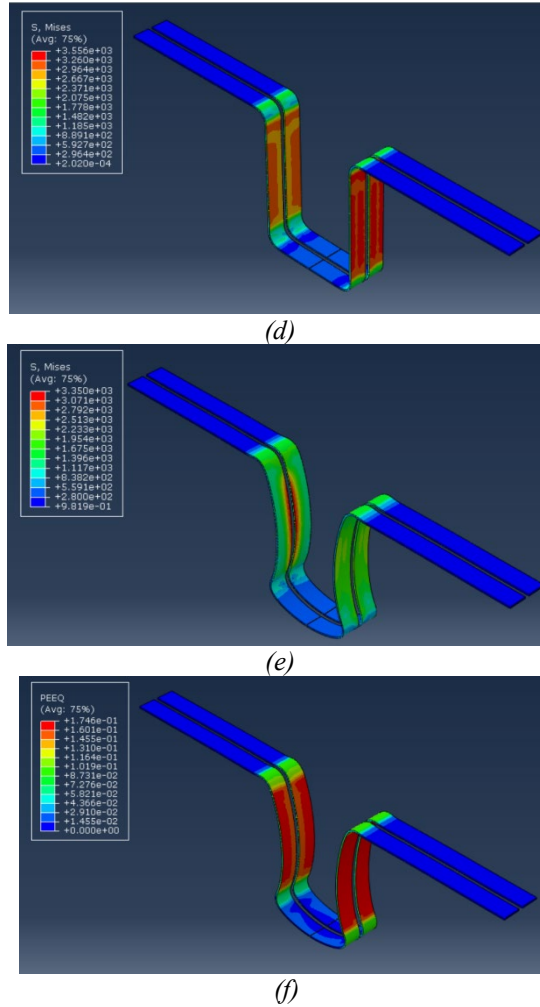 S, Mises
(Avg: 75%)
+3.556e+03
+3.260e+03
+2.964e+03
+2.667e+03
+2.371e+03
+2.075e+03
+1.778e+03
+1.482e+03
+1.185e+03
+8.891e+02
+5.927e+02
+2.964e+02
+2.020e-04
(d)
S, Mises
(Avg: 75%)
+3.350e+03
+3.071e+03
+2.792e+03
+2.513e+03
+2.233e+03
+1.954e+03
+1.675e+03
+1.396e+03
+1.117e+03
+8.382e+02
+5.591e+02
+2.800e+02
+9.819e-01
(e)
PEEQ
(Avg: 75%)
+1.746e-01
+1.601e-01
+1.455e-01
+1.310e-01
+1.164e-01
+1.019e-01
+8.731e-02
+7.276e-02
+5.821e-02
+4.366e-02
+2.910e-02
+1.455e-02
+0.000e+00
(f)